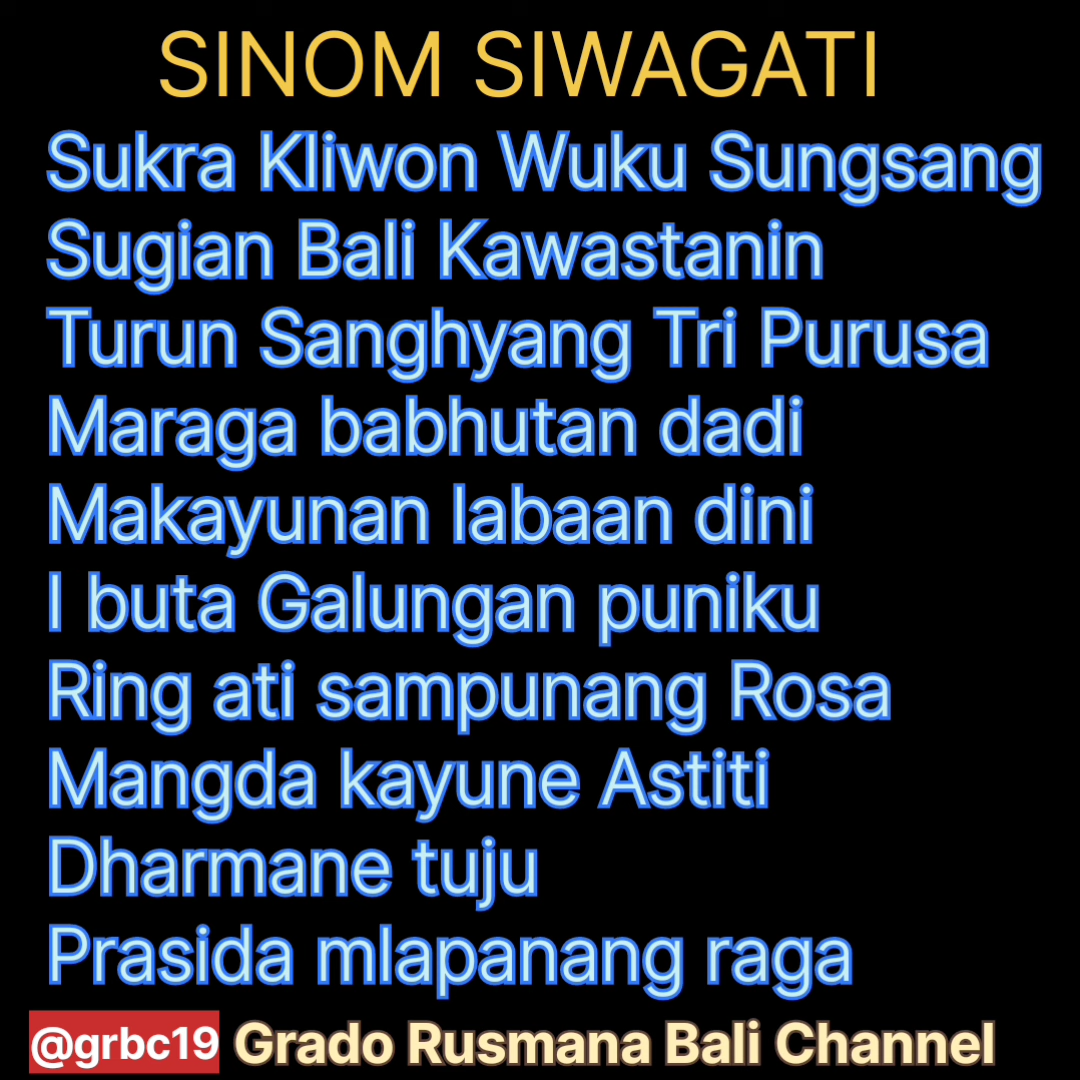 SINOM SIWAGATI
Sukra Kliwon Wuku Sungsang
Sugian Bali Kawastanin
Turun Sanghyang Tri Purusa
Maraga babhutan dadi
Makayunan labaan dini
I buta Galungan puniku
Ring ati sampunang Rosa
Mangda kayune Astiti
Dharmane tuju
Prasida mlapanang raga
@grbc19 Grado Rusmana Bali Channel